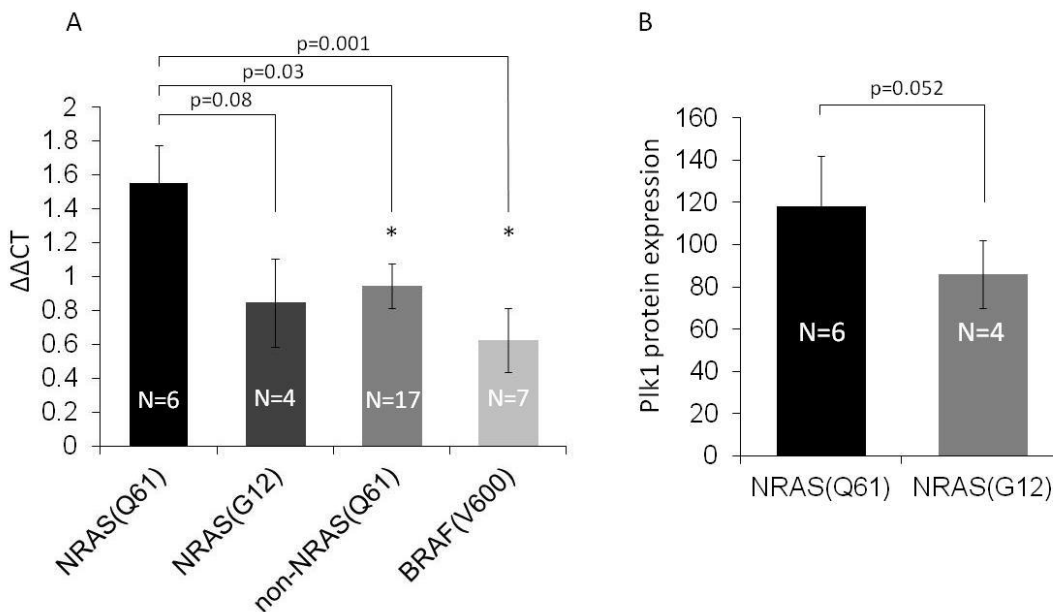 A
p=0.001
p=0.03
p=0.08
2
1.8
1.6
1.4
1.2
1
0.8
0.6
0.4
0.2
0
ΔΔCT
* *
N=6 N=4 N=17 N=7
NRAS(Q61) NRAS(G12) non-NRAS(Q61) BRAF(V600)
B
p=0.052
160
140
120
100
80
60
40
20
0
Plk1 protein expression
N=6 N=4
NRAS(Q61) NRAS(G12)